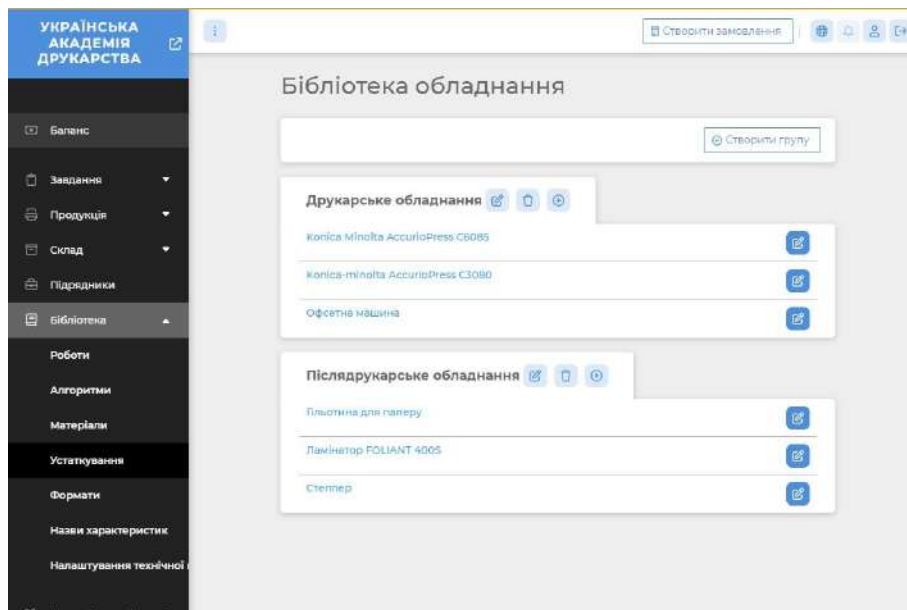 УКРАЇНСЬКА
АКАДЕМІЯ
ДРУКАРСТВА
Створити замовлення
Бібліотека обладнання
Баланс
Створити групу
Завдання
Продукція
Склад
Підрядники
Бібліотека
Роботи
Алгоритми
Матеріали
Устаткування
Формати
Назви характеристик
Налаштування технічної
Друкарське обладнання
Konica Minolta AccurioPress C6085
Konica-minolta AccurioPress C3080
Офсетна машина
Післядрукарське обладнання
Гільотина для паперу
Ламінатор FOLIANT 400S
Степпер